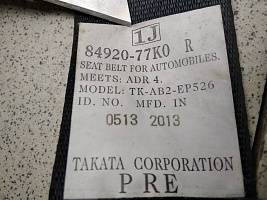 1J
84920-77K0 R
SEAT BELT FOR AUTOMOBILES.
MEETS: ADR 4.
MODEL: TK-AB2-EP526
ID. NO. MFD. IN
0513 2013
TAKATA CORPORATION
PRE